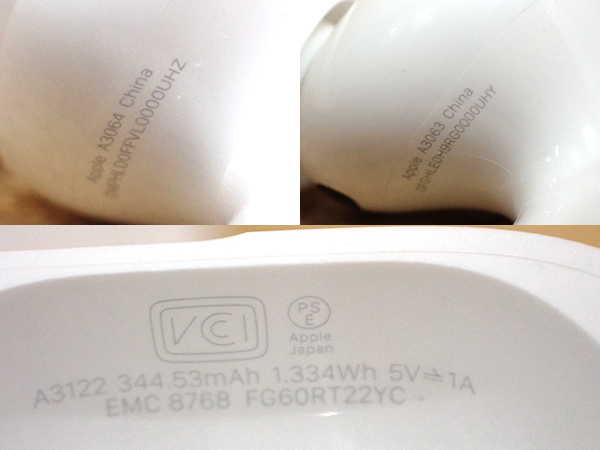 Apple A3064 China
Apple A3063 China
VCI
PS
E
Apple
Japan
A3122 344.53mAh 1.334Wh 5V⎓1A
EMC 8768 FG60RT22YC